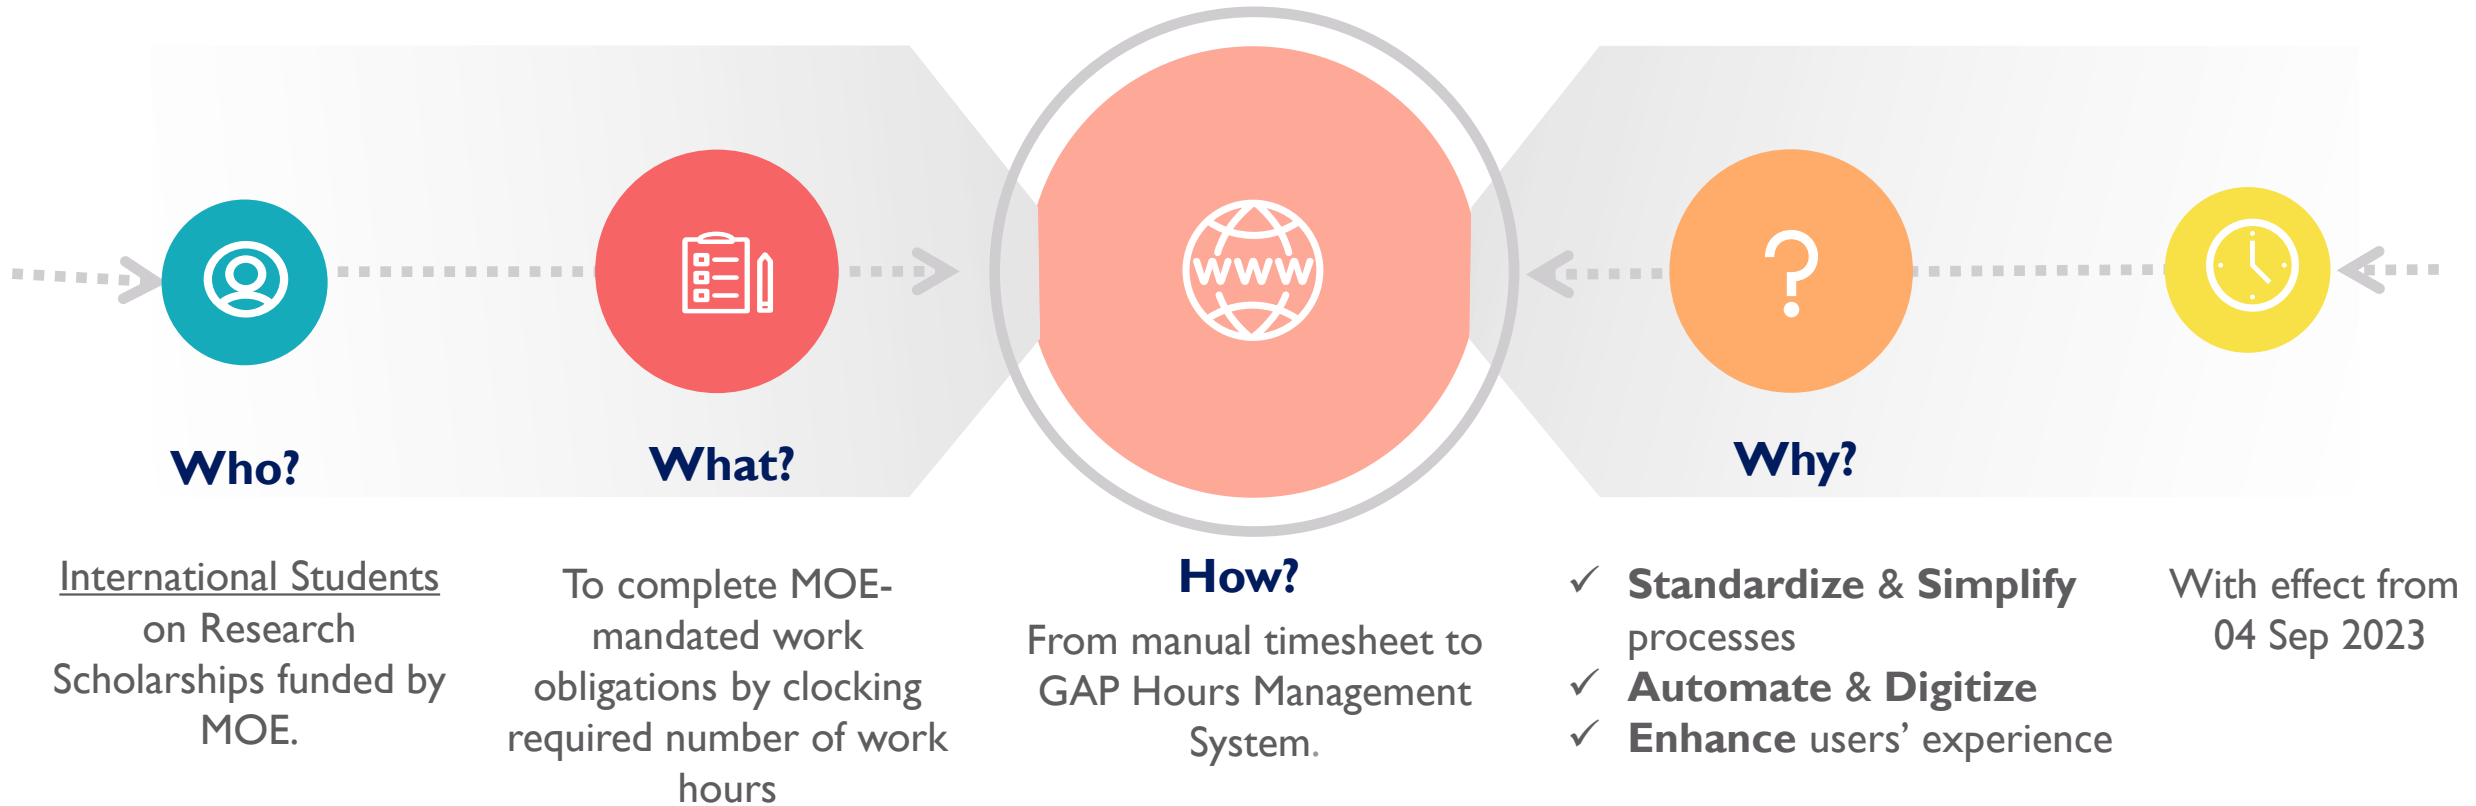 WWW
Who?
International Students
on Research
Scholarships funded by
MOE.
What?
To complete MOE-
mandated work
obligations by clocking
required number of work
hours
How?
From manual timesheet to
GAP Hours Management
System.
Why?
✓ Standardize & Simplify
processes
✓ Automate & Digitize
✓ Enhance users’ experience
With effect from
04 Sep 2023